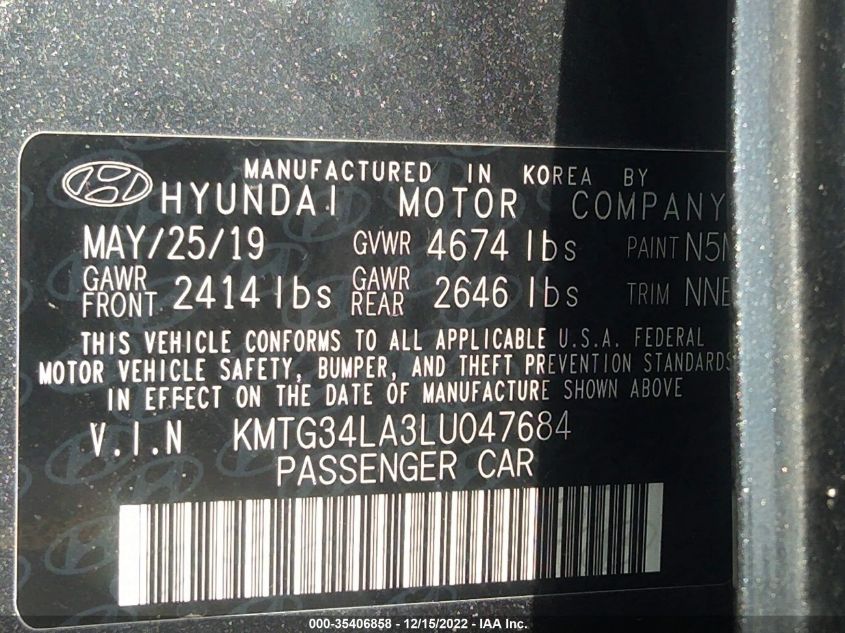 MANUFACTURED IN KOREA BY
HYUNDAI MOTOR COMPANY
MAY/25/19 GVWR 4674 lbs PAINT N5M
GAWR FRONT 2414 lbs GAWR REAR 2646 lbs TRIM NNB
THIS VEHICLE CONFORMS TO ALL APPLICABLE U.S.A. FEDERAL
MOTOR VEHICLE SAFETY, BUMPER, AND THEFT PREVENTION STANDARDS
IN EFFECT ON THE DATE OF MANUFACTURE SHOWN ABOVE
V.I.N KMTG34LA3LU047684
PASSENGER CAR
000-35406858 - 12/15/2022 - IAA Inc.